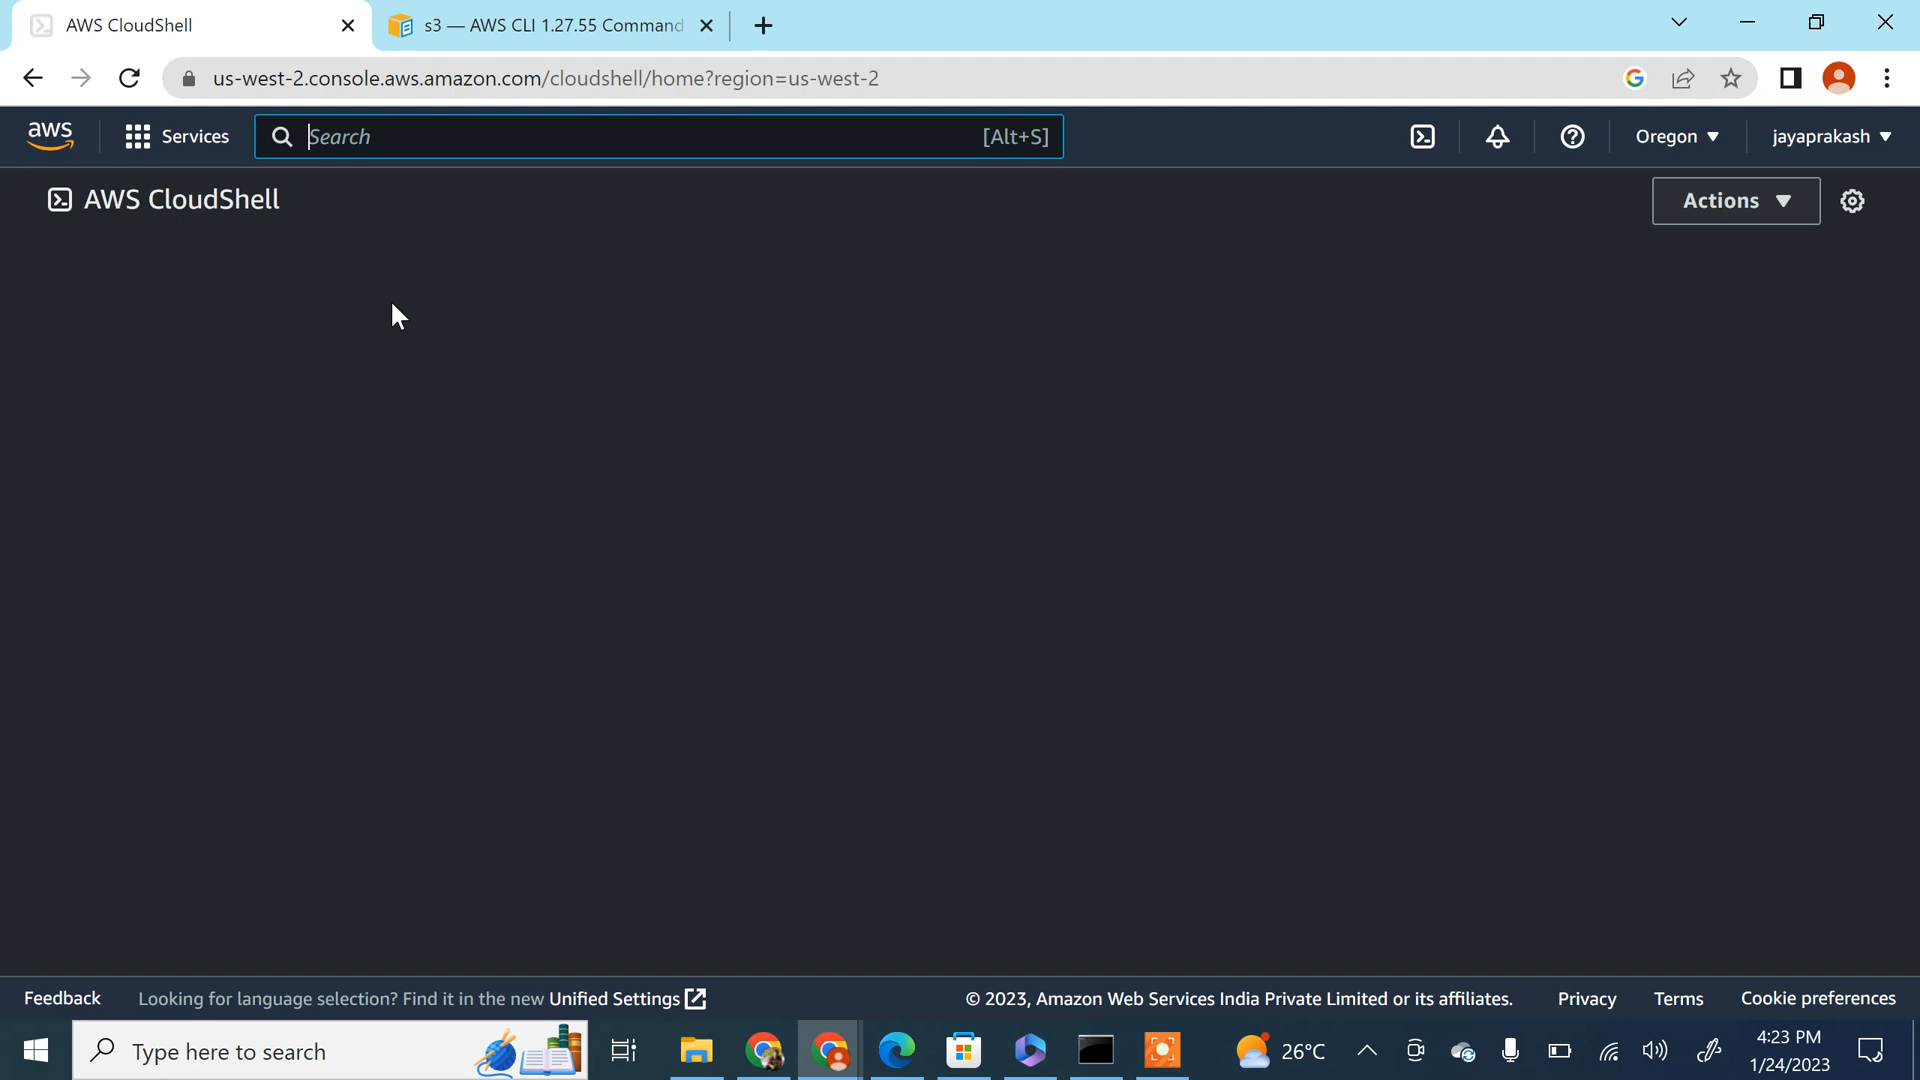 AWS CloudShell
s3 — AWS CLI 1.27.55 Command
us-west-2.console.aws.amazon.com/cloudshell/home?region=us-west-2
aws
Services
Search
[Alt+S]
Oregon
jayaprakash
AWS CloudShell
Actions
Feedback
Looking for language selection? Find it in the new Unified Settings
© 2023, Amazon Web Services India Private Limited or its affiliates.
Privacy
Terms
Cookie preferences
Type here to search
26°C
4:23 PM
1/24/2023